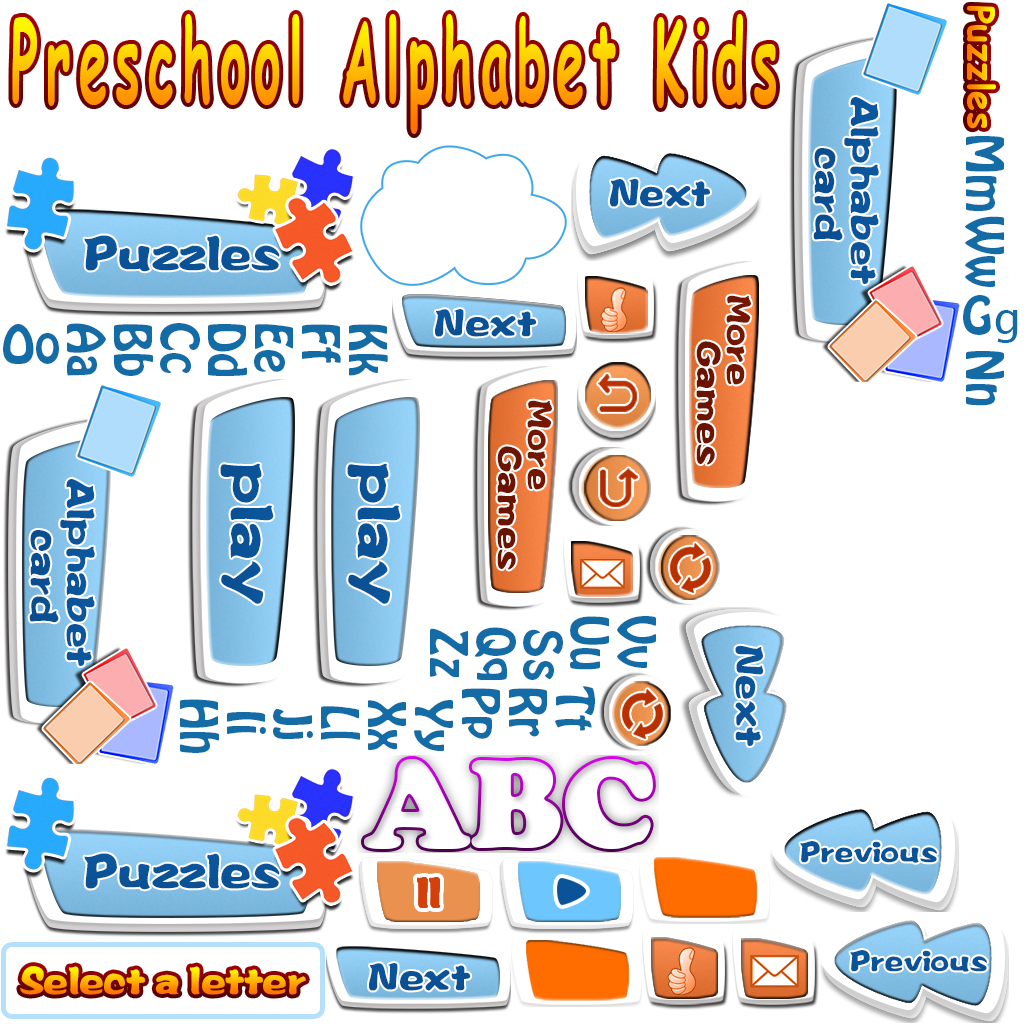 Preschool Alphabet Kids
Puzzles
Alphabet
card
Next
Puzzles
Mm
Ww
Gg
Nn
Next
More
Games
Oo
Aa
Bb
Cc
Dd
Ee
Ff
Kk
Alphabet
card
play
play
More
Games
Zz
Qq
Ss
Uu
Vv
Hh
Ii
Jj
Ll
Xx
Yy
Pp
Rr
Tt
Next
ABC
Puzzles
Previous
Select a letter
Next
Previous